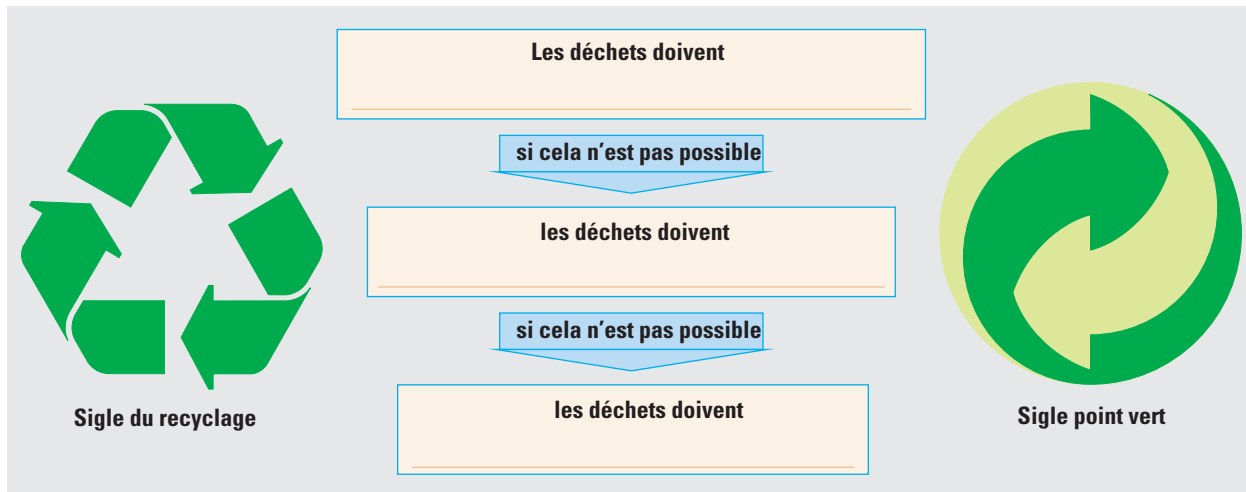 Les déchets doivent
si cela n'est pas possible
les déchets doivent
si cela n'est pas possible
les déchets doivent
Sigle du recyclage
Sigle point vert